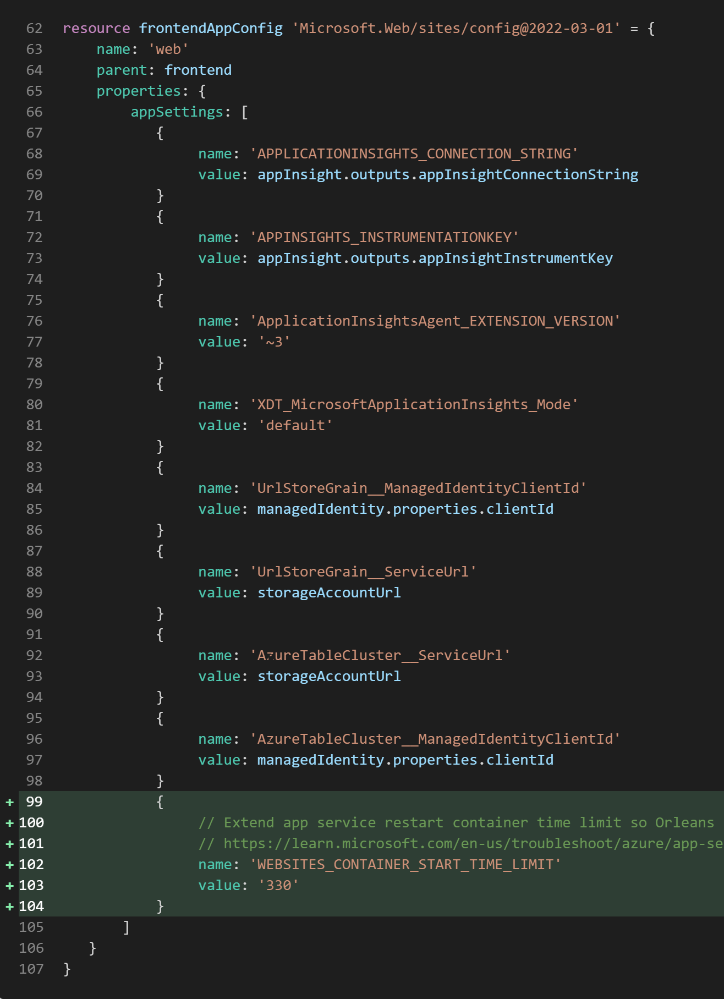 62 resource frontendAppConfig 'Microsoft.Web/sites/config@2022-03-01' = {
63     name: 'web'
64     parent: frontend
65     properties: {
66         appSettings: [
67            {
68                 name: 'APPLICATIONINSIGHTS_CONNECTION_STRING'
69                 value: appInsight.outputs.appInsightConnectionString
70            }
71            {
72                 name: 'APPINSIGHTS_INSTRUMENTATIONKEY'
73                 value: appInsight.outputs.appInsightInstrumentKey
74            }
75            {
76                 name: 'ApplicationInsightsAgent_EXTENSION_VERSION'
77                 value: '~3'
78            }
79            {
80                 name: 'XDT_MicrosoftApplicationInsights_Mode'
81                 value: 'default'
82            }
83            {
84                 name: 'UrlStoreGrain__ManagedIdentityClientId'
85                 value: managedIdentity.properties.clientId
86            }
87            {
88                 name: 'UrlStoreGrain__ServiceUrl'
89                 value: storageAccountUrl
90            }
91            {
92                 name: 'AzureTableCluster__ServiceUrl'
93                 value: storageAccountUrl
94            }
95            {
96                 name: 'AzureTableCluster__ManagedIdentityClientId'
97                 value: managedIdentity.properties.clientId
98            }
+ 99            {
+ 100                 // Extend app service restart container time limit so Orleans
+ 101                 // https://learn.microsoft.com/en-us/troubleshoot/azure/app-se
+ 102                 name: 'WEBSITES_CONTAINER_START_TIME_LIMIT'
+ 103                 value: '330'
+ 104            }
105        ]
106    }
107 }